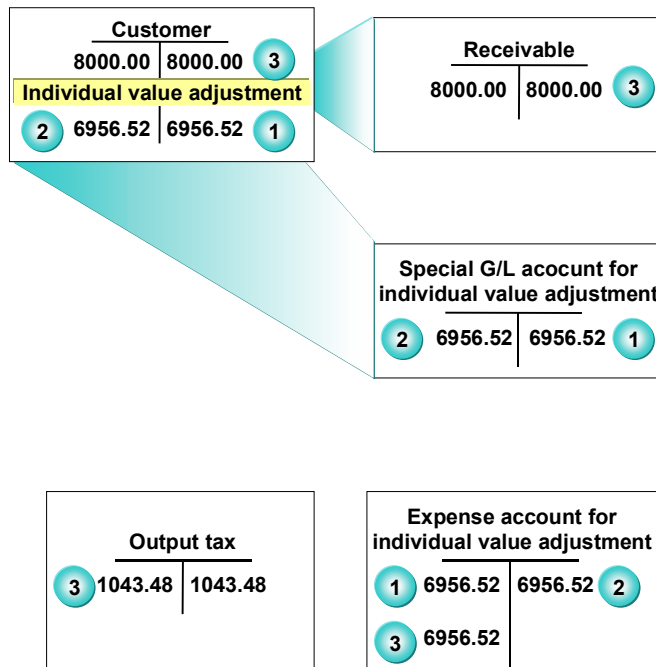 Customer
8000.00 8000.00 3
Individual value adjustment
2 6956.52 6956.52 1
Receivable
8000.00 8000.00 3
Special G/L acocunt for
individual value adjustment
2 6956.52 6956.52 1
Output tax
3 1043.48 1043.48
Expense account for
individual value adjustment
1 6956.52 6956.52 2
3 6956.52